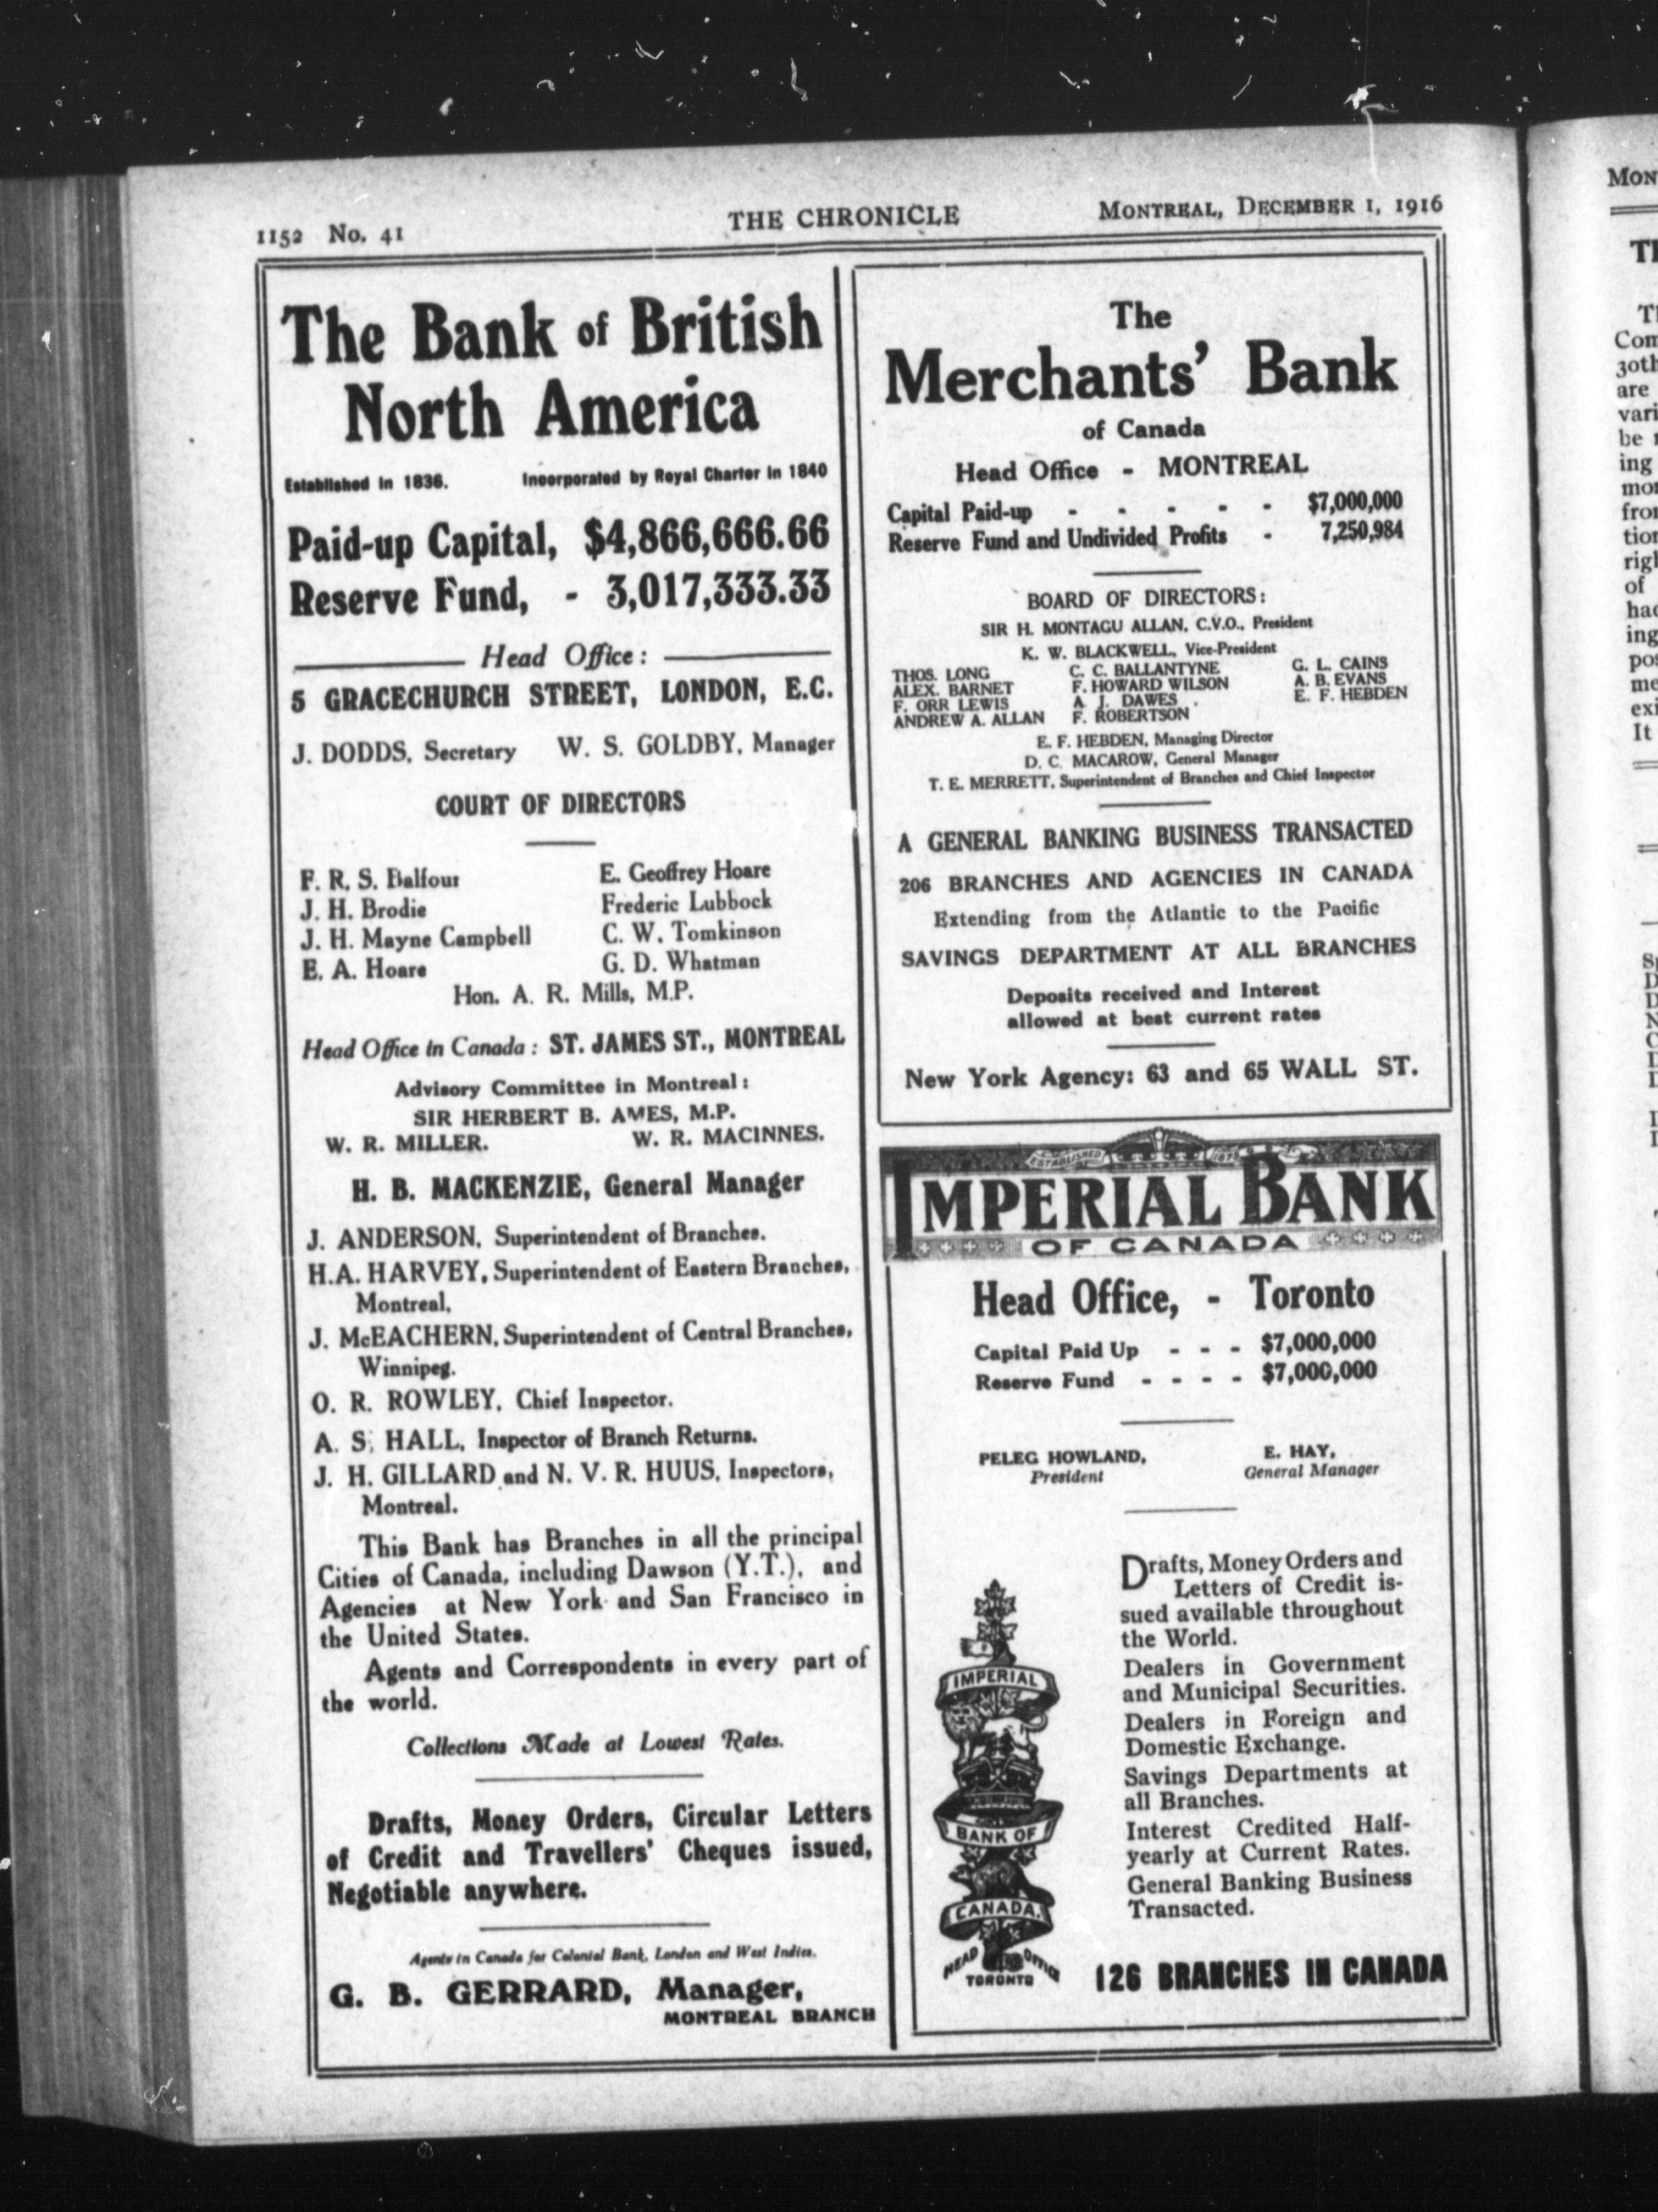 1152 No. 41
THE CHRONICLE
MONTREAL, DECEMBER 1, 1916
The Bank of British
North America
Established in 1836.
Incorporated by Royal Charter in 1840
Paid-up Capital, $4,866,666.66
Reserve Fund, - 3,017,333.33
Head Office:
5 GRACECHURCH STREET, LONDON, E.C.
J. DODDS, Secretary W. S. GOLDBY, Manager
COURT OF DIRECTORS
F. R. S. Balfour E. Geoffrey Hoare
J. H. Brodie Frederic Lubbock
J. H. Mayne Campbell C. W. Tomkinson
E. A. Hoare G. D. Whatman
Hon. A. R. Mills, M.P.
Head Office in Canada: ST. JAMES ST., MONTREAL
Advisory Committee in Montreal:
SIR HERBERT B. AMES, M.P.
W. R. MILLER. W. R. MACINNES.
H. B. MACKENZIE, General Manager
J. ANDERSON, Superintendent of Branches.
H.A. HARVEY, Superintendent of Eastern Branches,
Montreal,
J. McEACHERN, Superintendent of Central Branches,
Winnipeg.
O. R. ROWLEY, Chief Inspector.
A. S. HALL, Inspector of Branch Returns.
J. H. GILLARD and N. V. R. HUUS, Inspectors,
Montreal.
This Bank has Branches in all the principal
Cities of Canada, including Dawson (Y.T.), and
Agencies at New York and San Francisco in
the United States.
Agents and Correspondents in every part of
the world.
Collections Made at Lowest Rates.
Drafts, Money Orders, Circular Letters
of Credit and Travellers' Cheques issued,
Negotiable anywhere.
Agents in Canada for Colonial Bank, London and West Indies.
G. B. GERRARD, Manager,
MONTREAL BRANCH
The
Merchants' Bank
of Canada
Head Office - MONTREAL
Capital Paid-up - - - - - $7,000,000
Reserve Fund and Undivided Profits - 7,250,984
BOARD OF DIRECTORS:
SIR H. MONTAGU ALLAN, C.V.O., President
K. W. BLACKWELL, Vice-President
THOS. LONG C. C. BALLANTYNE G. L. CAINS
ALEX. BARNET F. HOWARD WILSON A. B. EVANS
F. ORR LEWIS A. J. DAWES E. F. HEBDEN
ANDREW A. ALLAN F. ROBERTSON
E. F. HEBDEN, Managing Director
D. C. MACAROW, General Manager
T. E. MERRETT, Superintendent of Branches and Chief Inspector
A GENERAL BANKING BUSINESS TRANSACTED
206 BRANCHES AND AGENCIES IN CANADA
Extending from the Atlantic to the Pacific
SAVINGS DEPARTMENT AT ALL BRANCHES
Deposits received and Interest
allowed at best current rates
New York Agency: 63 and 65 WALL ST.
ESTABLISHED 1875
IMPERIAL BANK
OF CANADA
Head Office, - Toronto
Capital Paid Up - - - $7,000,000
Reserve Fund - - - - $7,000,000
PELEG HOWLAND, E. HAY,
President General Manager
IMPERIAL
BANK OF
CANADA.
HEAD OFFICE
TORONTO
Drafts, Money Orders and
Letters of Credit is-
sued available throughout
the World.
Dealers in Government
and Municipal Securities.
Dealers in Foreign and
Domestic Exchange.
Savings Departments at
all Branches.
Interest Credited Half-
yearly at Current Rates.
General Banking Business
Transacted.
126 BRANCHES IN CANADA